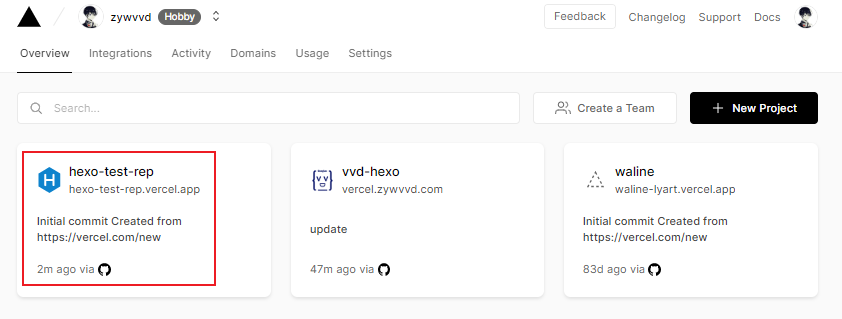 zywvvd Hobby Feedback Changelog Support Docs
Overview Integrations Activity Domains Usage Settings
Search... Create a Team New Project
hexo-test-rep
hexo-test-rep.vercel.app
Initial commit Created from
https://vercel.com/new
2m ago via
vvd-hexo
vercel.zywvvd.com
update
47m ago via
waline
waline-lyart.vercel.app
Initial commit Created from
https://vercel.com/new
83d ago via